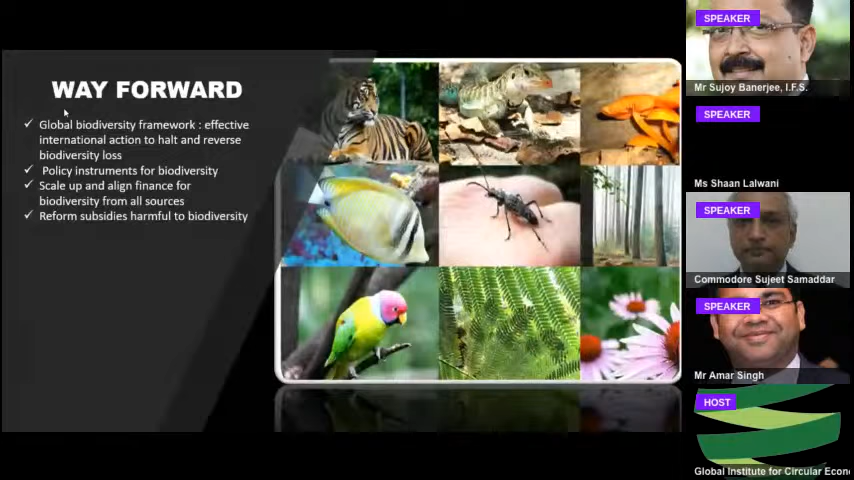 WAY FORWARD
✓ Global biodiversity framework : effective
international action to halt and reverse
biodiversity loss
✓ Policy instruments for biodiversity
✓ Scale up and align finance for
biodiversity from all sources
✓ Reform subsidies harmful to biodiversity
SPEAKER
Mr Sujoy Banerjee, I.F.S.
SPEAKER
Ms Shaan Lalwani
SPEAKER
Commodore Sujeet Samaddar
SPEAKER
Mr Amar Singh
HOST
Global Institute for Circular Econ